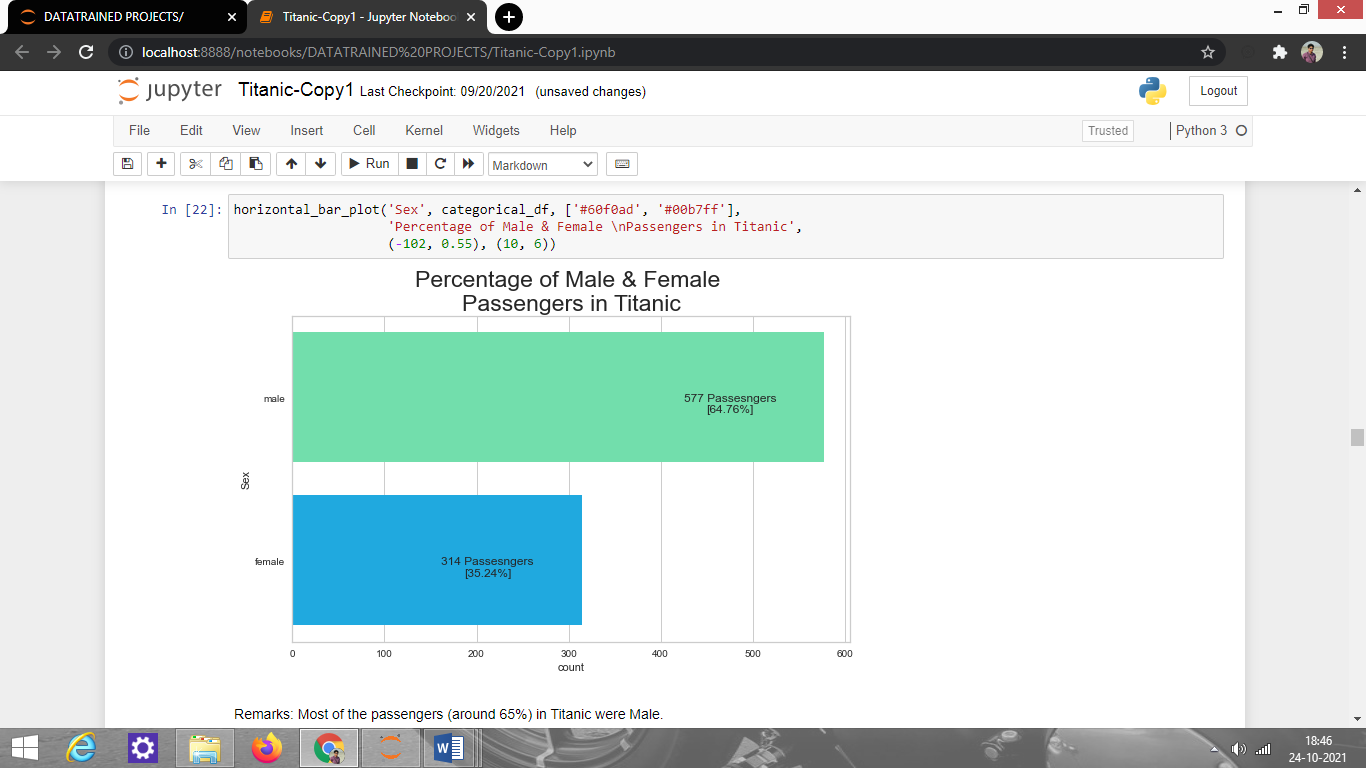 DATATRAINED PROJECTS/
Titanic-Copy1 - Jupyter Noteboo
localhost:8888/notebooks/DATATRAINED%20PROJECTS/Titanic-Copy1.ipynb
jupyter Titanic-Copy1 Last Checkpoint: 09/20/2021 (unsaved changes) Logout
File Edit View Insert Cell Kernel Widgets Help Trusted Python 3
Run Markdown
In [22]: horizontal_bar_plot('Sex', categorical_df, ['#60f0ad', '#00b7ff'],
'Percentage of Male & Female \nPassengers in Titanic',
(-102, 0.55), (10, 6))
Percentage of Male & Female
Passengers in Titanic
male
577 Passesngers
[64.76%]
Sex
female
314 Passesngers
[35.24%]
0 100 200 300 400 500 600
count
Remarks: Most of the passengers (around 65%) in Titanic were Male.
18:46
24-10-2021